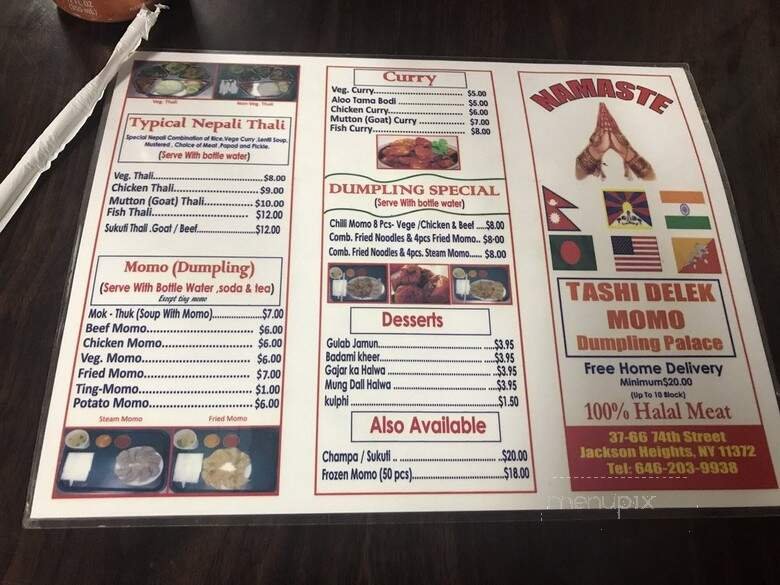 Veg. Thali
Non-Veg. Thali
Typical Nepali Thali
Special Nepali Combination of Rice,Vege Curry ,Lentil Soup,
Mustered , Choice of Meat ,Papad and Pickle.
(Serve With bottle water)
Veg. Thali $8.00
Chicken Thali $9.00
Mutton (Goat) Thali $10.00
Fish Thali $12.00
Sukuti Thali .Goat / Beef $12.00
Momo (Dumpling)
(Serve With Bottle Water ,soda & tea)
Except ting momo
Mok - Thuk (Soup With Momo) $7.00
Beef Momo $6.00
Chicken Momo $6.00
Veg. Momo $6.00
Fried Momo $7.00
Ting-Momo $1.00
Potato Momo $6.00
Steam Momo
Fried Momo
Curry
Veg. Curry $5.00
Aloo Tama Bodi $5.00
Chicken Curry $6.00
Mutton (Goat) Curry $7.00
Fish Curry $8.00
DUMPLING SPECIAL
(Serve With bottle water)
Chilli Momo 8 Pcs- Vege /Chicken & Beef $8.00
Comb. Fried Noodles & 4pcs Fried Momo.. $8-00
Comb. Fried Noodles & 4pcs. Steam Momo $8.00
Desserts
Gulab Jamun $3.95
Badami kheer $3.95
Gajar ka Halwa $3.95
Mung Dall Halwa $3.95
kulphi $1.50
Also Available
Champa / Sukuti $20.00
Frozen Momo (50 pcs) $18.00
NAMASTE
TASHI DELEK
MOMO
Dumpling Palace
Free Home Delivery
Minimum$20.00
(Up To 10 Block)
100% Halal Meat
37-66 74th Street
Jackson Heights, NY 11372
Tel: 646-203-9938
menupix